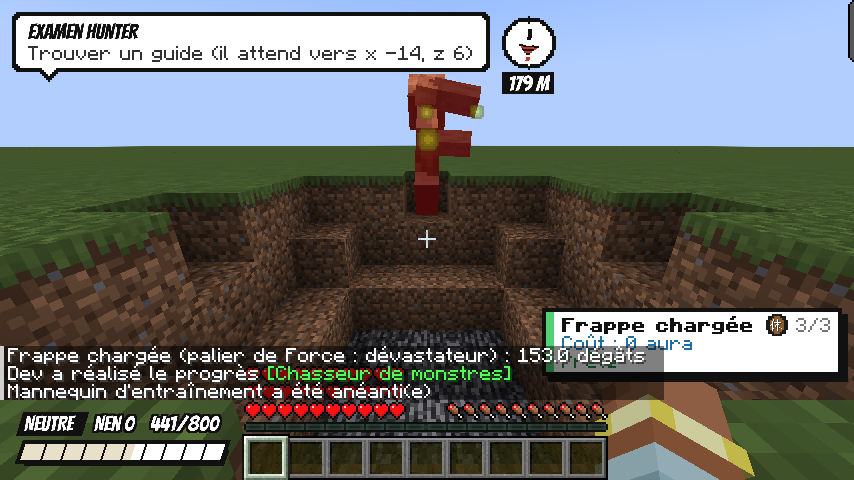 EXAMEN HUNTER
Trouver un guide (il attend vers x -14, z 6)
179 M
Frappe chargée 休 3/3
Coût : 0 aura
Frappe chargée (palier de Force : dévastateur) : 153.0 dégâts
Dev a réalisé le progrès [Chasseur de monstres]
Mannequin d'entraînement a été anéanti(e)
NEUTRE NEN 0 441/800